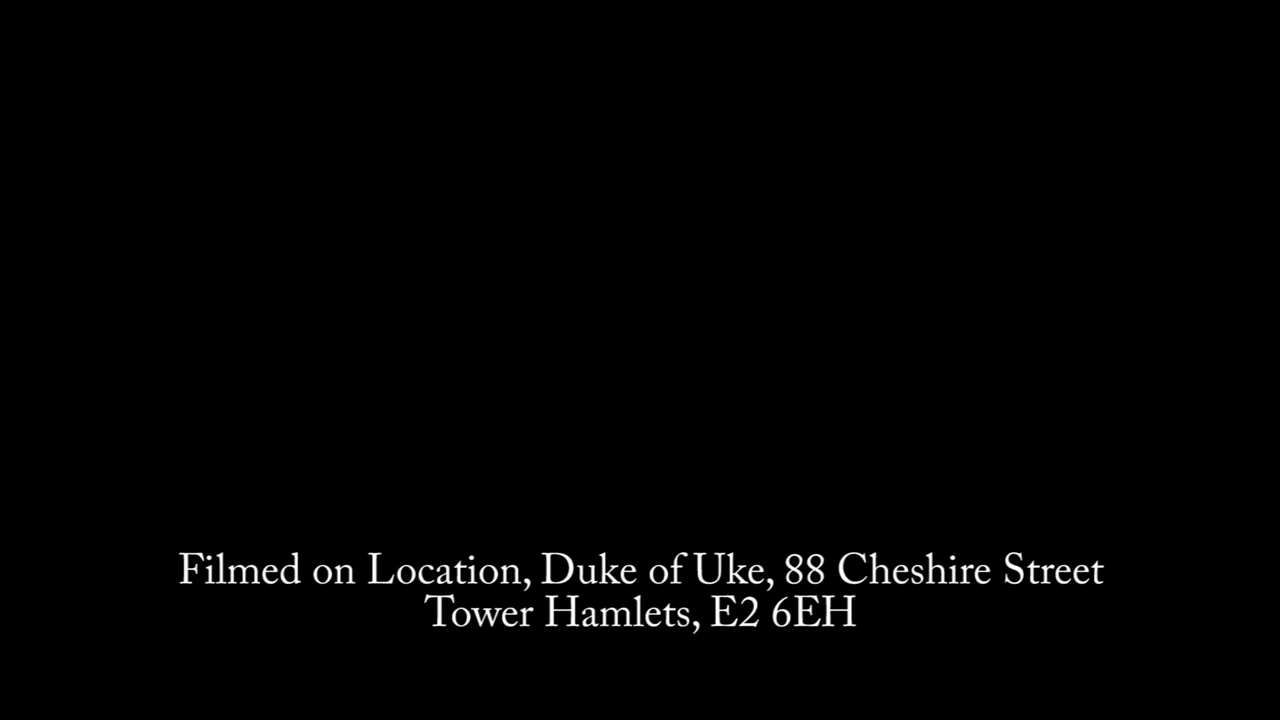 Filmed on Location, Duke of Uke, 88 Cheshire Street
Tower Hamlets, E2 6EH